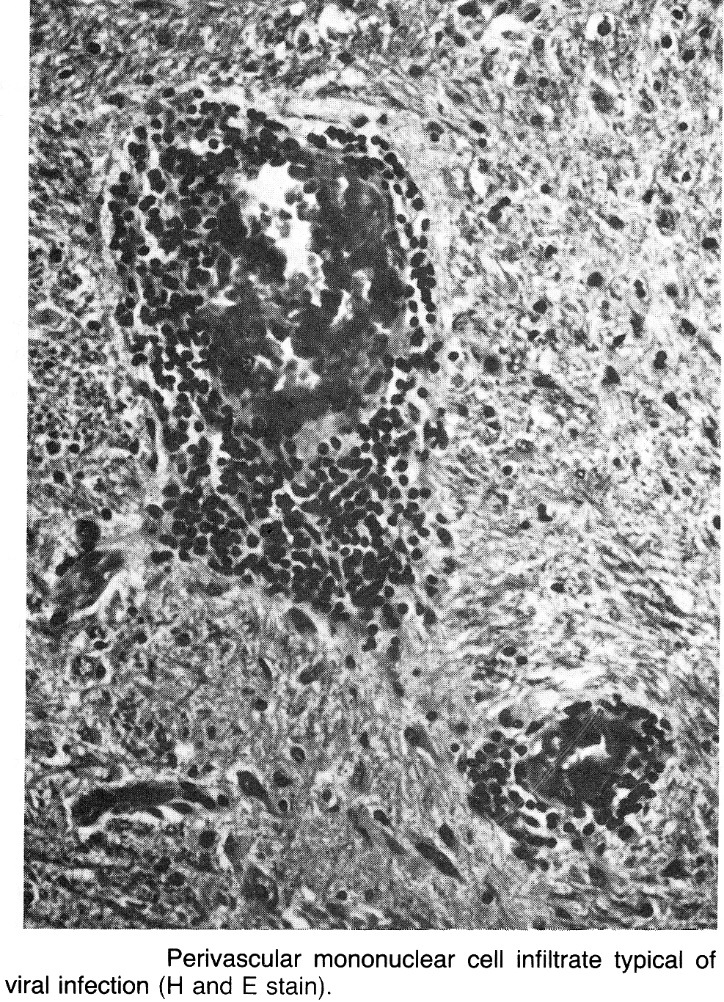 Perivascular mononuclear cell infiltrate typical of
viral infection (H and E stain).